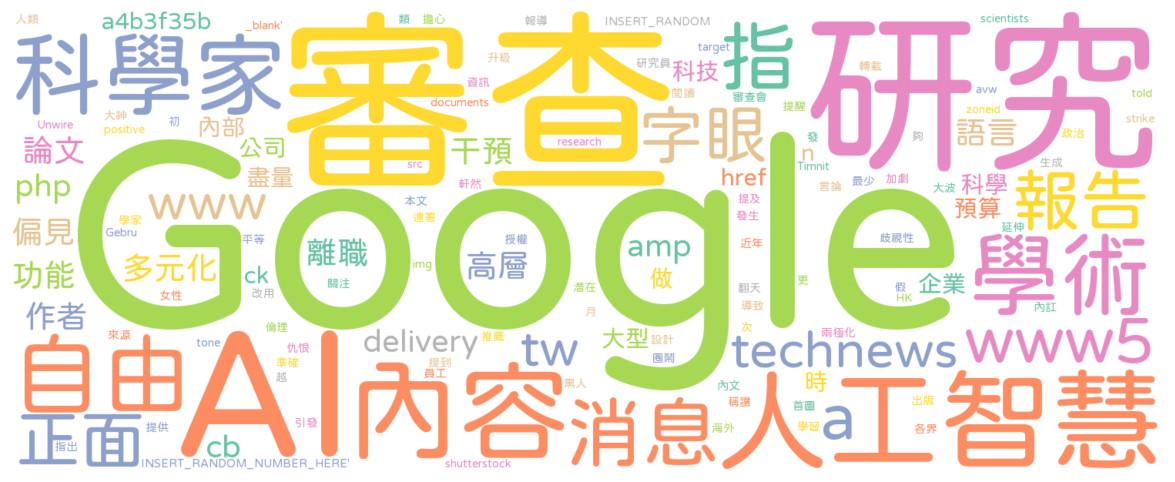 人類 a4b3f35b _blank' 報導 INSERT_RANDOM 類 擔心 scientists
科學家 審查 指 研究
升級 研究員 target 科技 轉載 avw told
大神 資訊 閱讀 審查會 提醒 zoneid strike
Unwire positive 初 內部 documents 字眼 發 夠 語言 政治
論文 公司 干預 research n Timnit 生成
php 盡量 src href 言論 最少 加劇 大波 科學 報告
www 軒然 本文 提及 發生 預算 延伸
偏見 Gebru 學家 平等 連署 授權 近年 歧視性 學術
Google
功能 多元化 ck 離職 關注 img 高層 amp 做 更 假 HK 企業 內訌
女性 改用 潛在 翻天 導致
作者 來源 倫理 月 次 兩極化 www5
tone 仇恨 delivery 推薦 tw 大型 設計 圈鬧 technews
自由 AI 準確 越 提到 員工 內容 黑人 消息 內文 稱讚 人工智慧 時 首圖 出版
正面 提供 引發 海外 學習 a 各界
指出 cb
INSERT_RANDOM_NUMBER_HERE' shutterstock